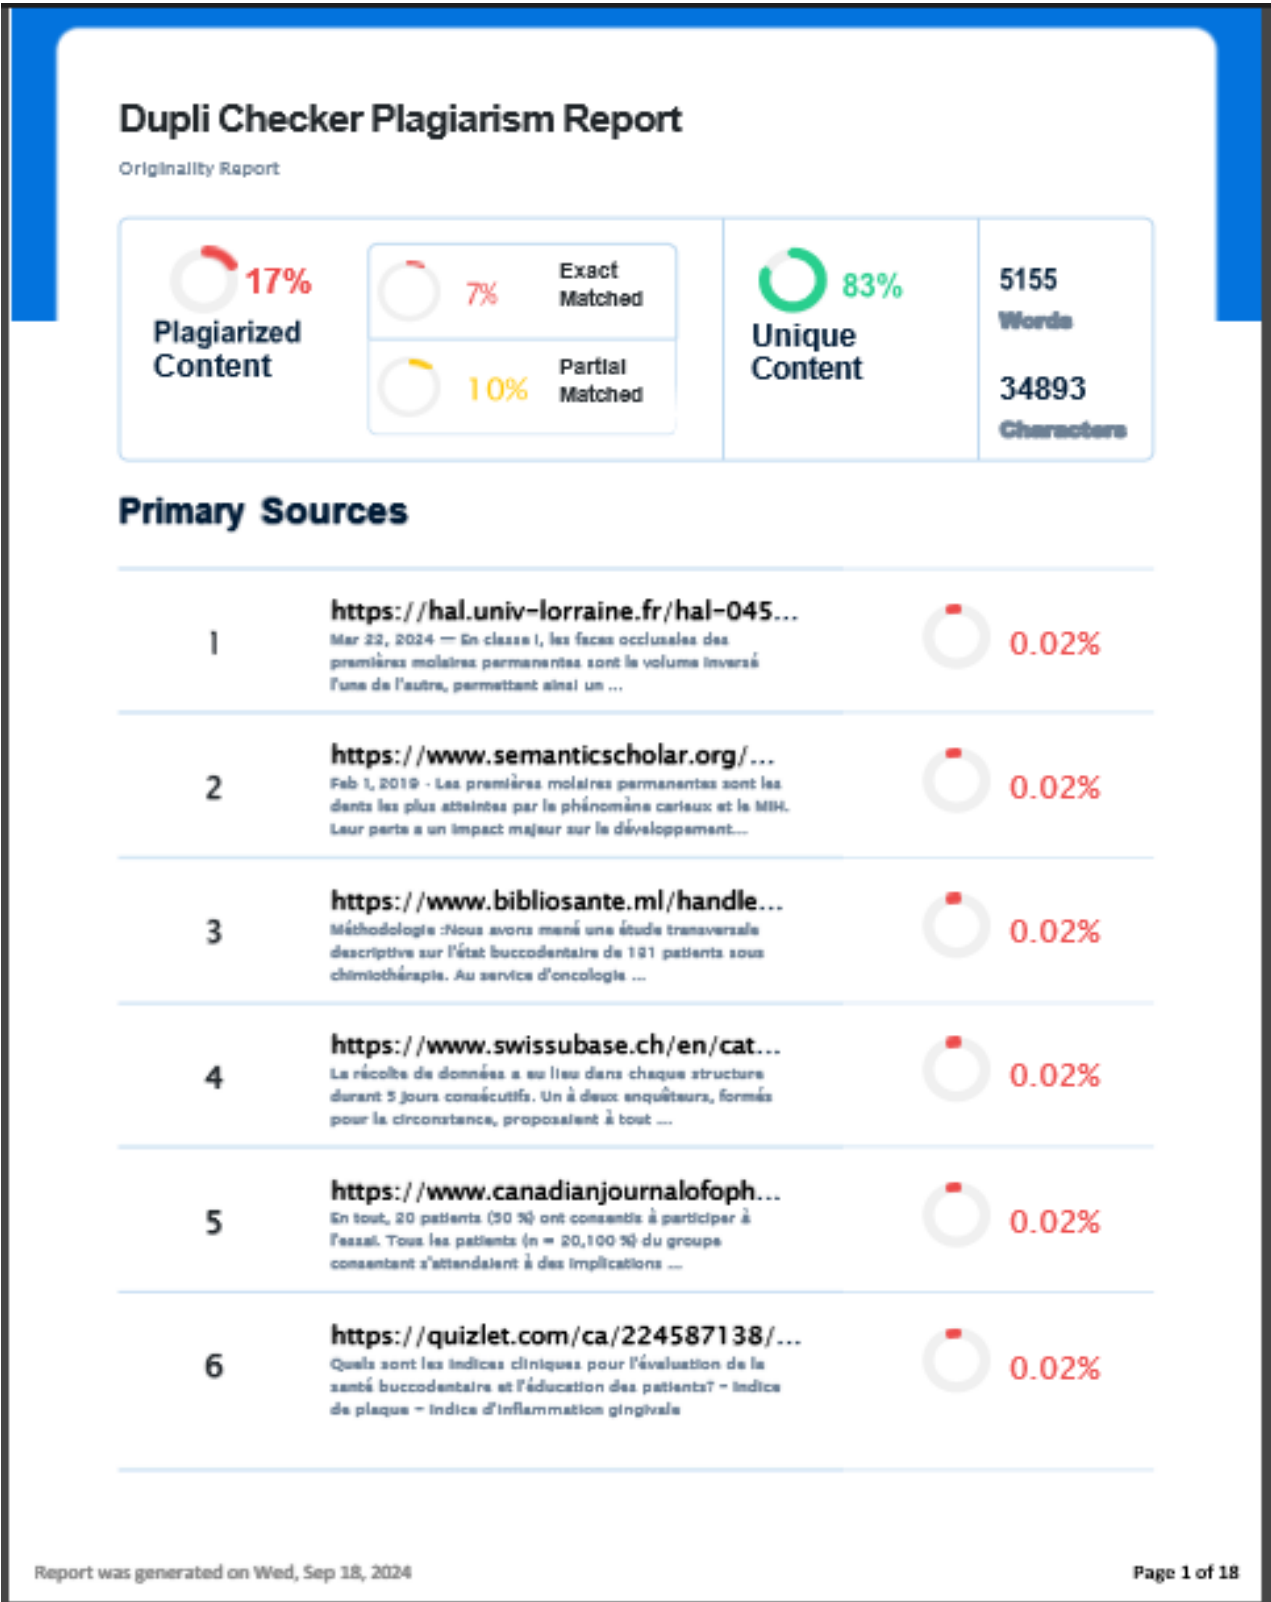 Dupli Checker Plagiarism Report
Originality Report
17%
Plagiarized
Content
7%
Exact
Matched
10%
Partial
Matched
83%
Unique
Content
5155
Words
34893
Characters
Primary Sources
1
https://hal.univ-lorraine.fr/hal-045...
Mar 22, 2024 — En classe I, les faces occlusales des
premières molaires permanentes sont le volume inversé
l'une de l'autre, permettant ainsi un ...
0.02%
2
https://www.semanticscholar.org/...
Feb 1, 2019 - Les premières molaires permanentes sont les
dents les plus atteintes par le phénomène carieux et le MIH.
Leur perte a un impact majeur sur le développement...
0.02%
3
https://www.bibliosante.ml/handle...
Méthodologie :Nous avons mené une étude transversale
descriptive sur l'état buccodentaire de 181 patients sous
chimiothérapie. Au service d'oncologie ...
0.02%
4
https://www.swissubase.ch/en/cat...
La récolte de données a eu lieu dans chaque structure
durant 5 jours consécutifs. Un à deux enquêteurs, formés
pour la circonstance, proposaient à tout ....
0.02%
5
https://www.canadianjournalofoph...
En tout, 20 patients (50 %) ont consentis à participer à
l'essai. Tous les patients (n = 20,100 %) du groupe
consentant s'attendaient à des implications ...
0.02%
6
https://quizlet.com/ca/224587138/...
Quels sont les indices cliniques pour l'évaluation de la
santé buccodentaire et l'éducation des patients? – Indice
de plaque – Indice d'inflammation gingivale
0.02%
Report was generated on Wed, Sep 18, 2024
Page 1 of 18